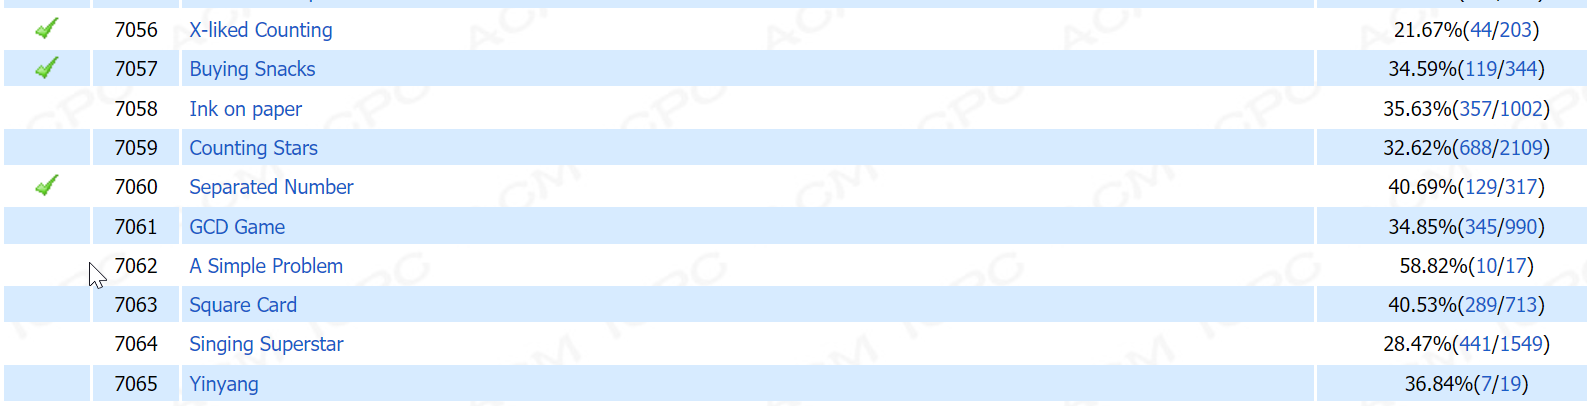 7056 X-liked Counting 21.67%(44/203)
7057 Buying Snacks 34.59%(119/344)
7058 Ink on paper 35.63%(357/1002)
7059 Counting Stars 32.62%(688/2109)
7060 Separated Number 40.69%(129/317)
7061 GCD Game 34.85%(345/990)
7062 A Simple Problem 58.82%(10/17)
7063 Square Card 40.53%(289/713)
7064 Singing Superstar 28.47%(441/1549)
7065 Yinyang 36.84%(7/19)